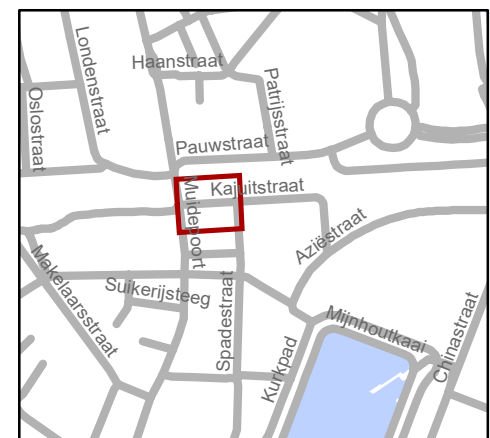 Londenstraat
Haanstraat
Oslostraat
Patrijsstraat
Pauwstraat
Kajuitstraat
Muidepoort
Aziëstraat
Makelaarsstraat
Suikerijsteeg
Spadestraat
Mijnhoutkaai
Chinastraat
Kurkpad